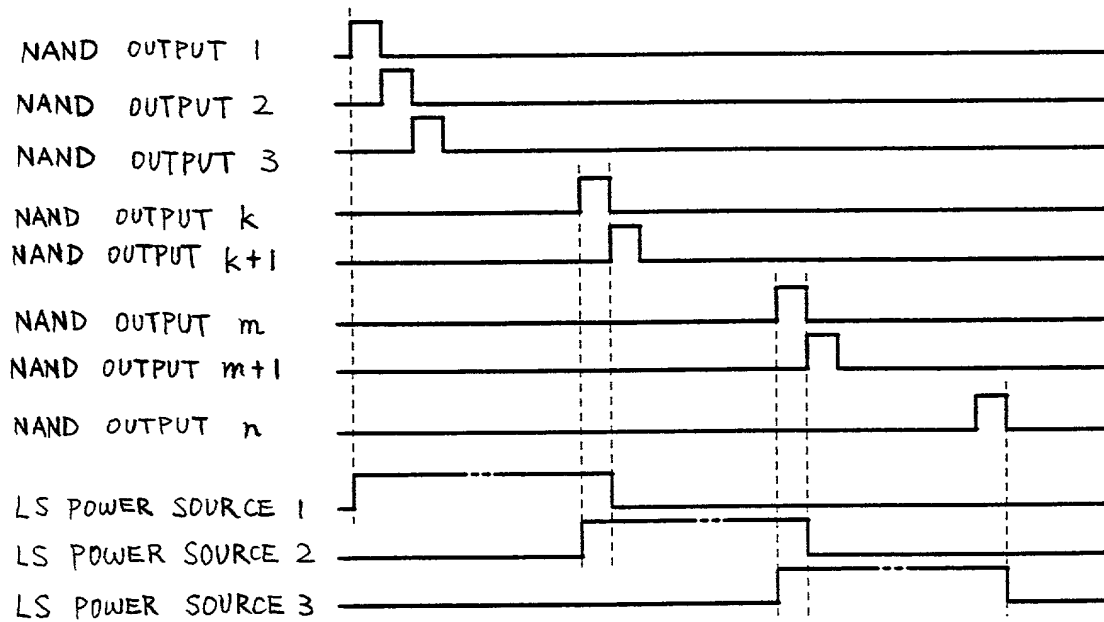 NAND OUTPUT 1
NAND OUTPUT 2
NAND OUTPUT 3
NAND OUTPUT k
NAND OUTPUT k+1
NAND OUTPUT m
NAND OUTPUT m+1
NAND OUTPUT n
LS POWER SOURCE 1
LS POWER SOURCE 2
LS POWER SOURCE 3